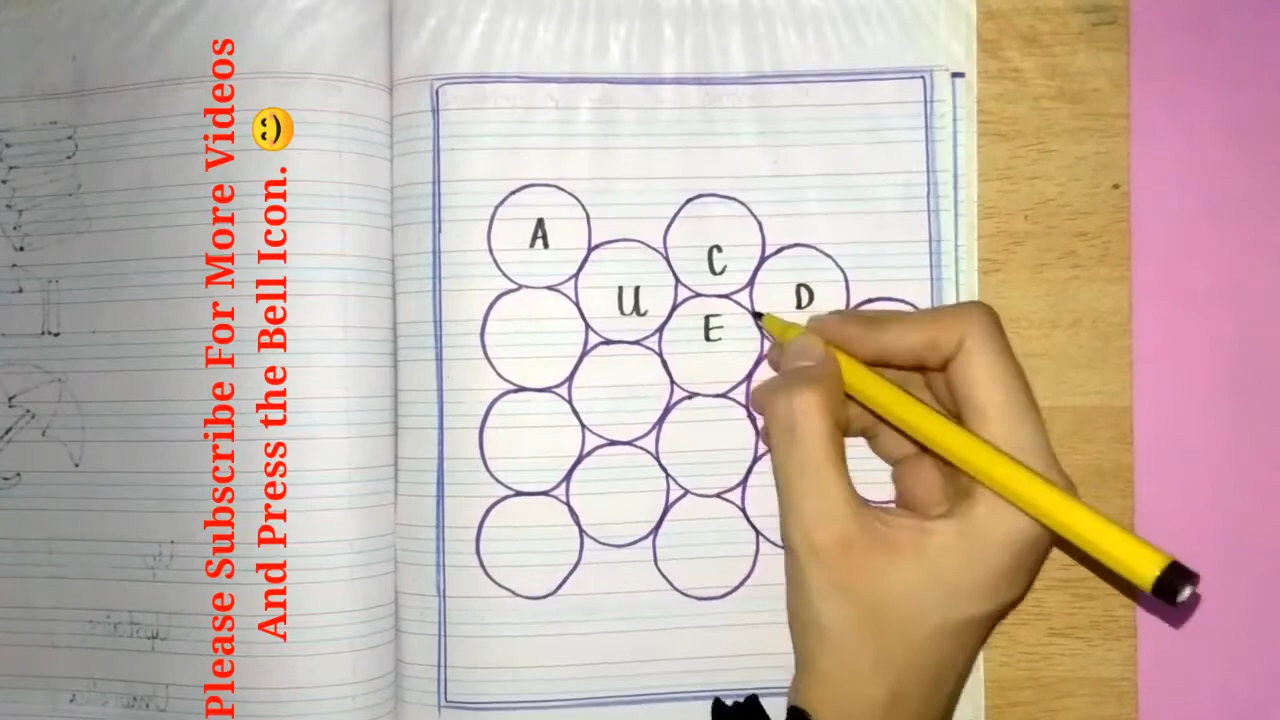 Please Subscribe For More Videos
And Press the Bell Icon. 😊
A
C
U
D
E